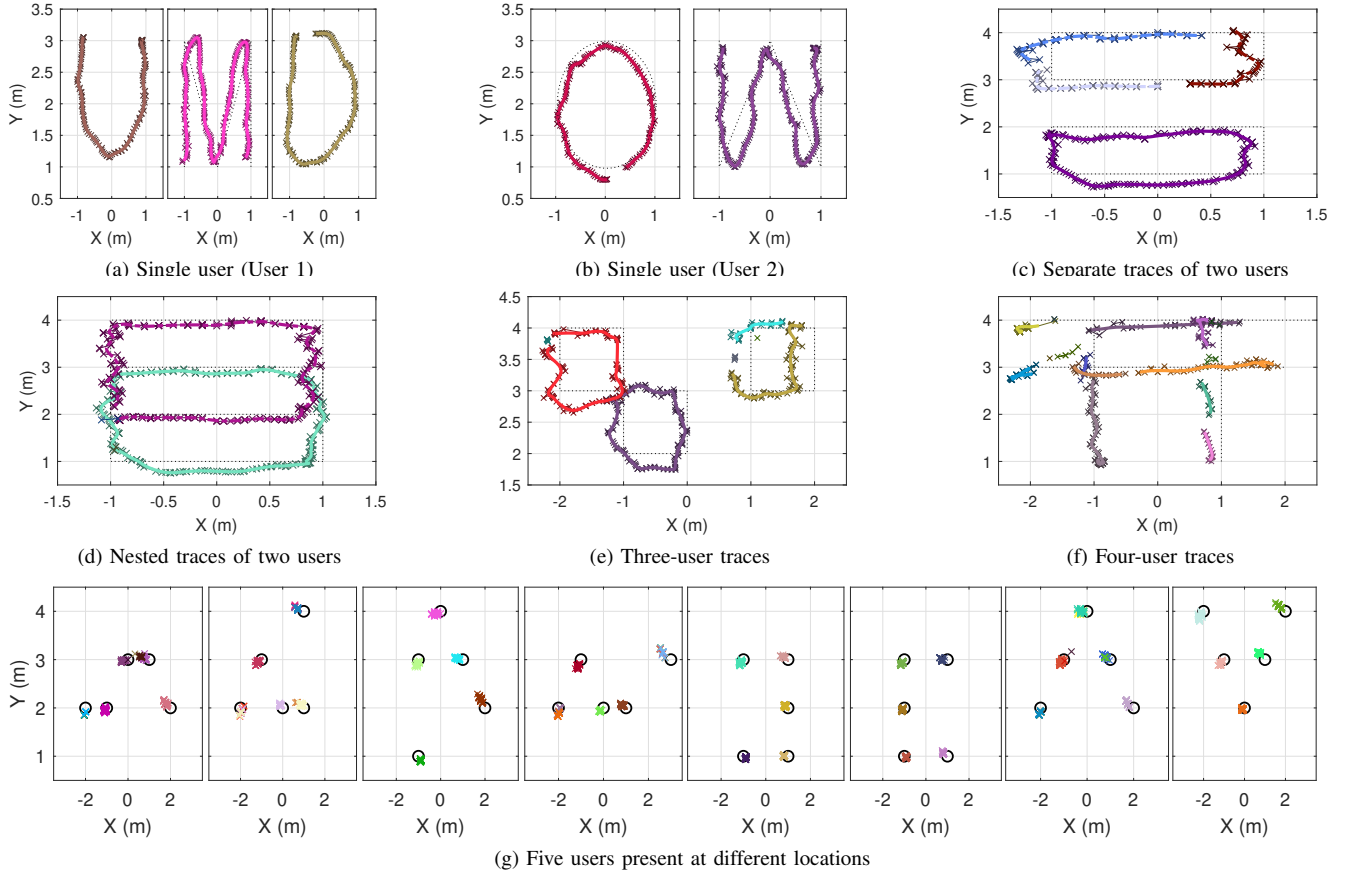 3.5
3
2.5
2
1.5
1
0.5
Y (m)
-1 0 1
-1 0 1
-1 0 1
X (m)
X (m)
X (m)
(a) Single user (User 1)
3.5
3
2.5
2
1.5
1
0.5
Y (m)
-1 0 1
-1 0 1
X (m)
X (m)
(b) Single user (User 2)
4
3
2
1
Y (m)
-1.5 -1 -0.5 0 0.5 1 1.5
X (m)
(c) Separate traces of two users
4
3
2
1
Y (m)
-1.5 -1 -0.5 0 0.5 1 1.5
X (m)
(d) Nested traces of two users
4.5
4
3.5
3
2.5
2
1.5
Y (m)
-2 -1 0 1 2
X (m)
(e) Three-user traces
4
3
2
1
Y (m)
-2 -1 0 1 2
X (m)
(f) Four-user traces
4
3
2
1
Y (m)
-2 0 2
-2 0 2
-2 0 2
-2 0 2
-2 0 2
-2 0 2
-2 0 2
-2 0 2
X (m)
X (m)
X (m)
X (m)
X (m)
X (m)
X (m)
X (m)
(g) Five users present at different locations